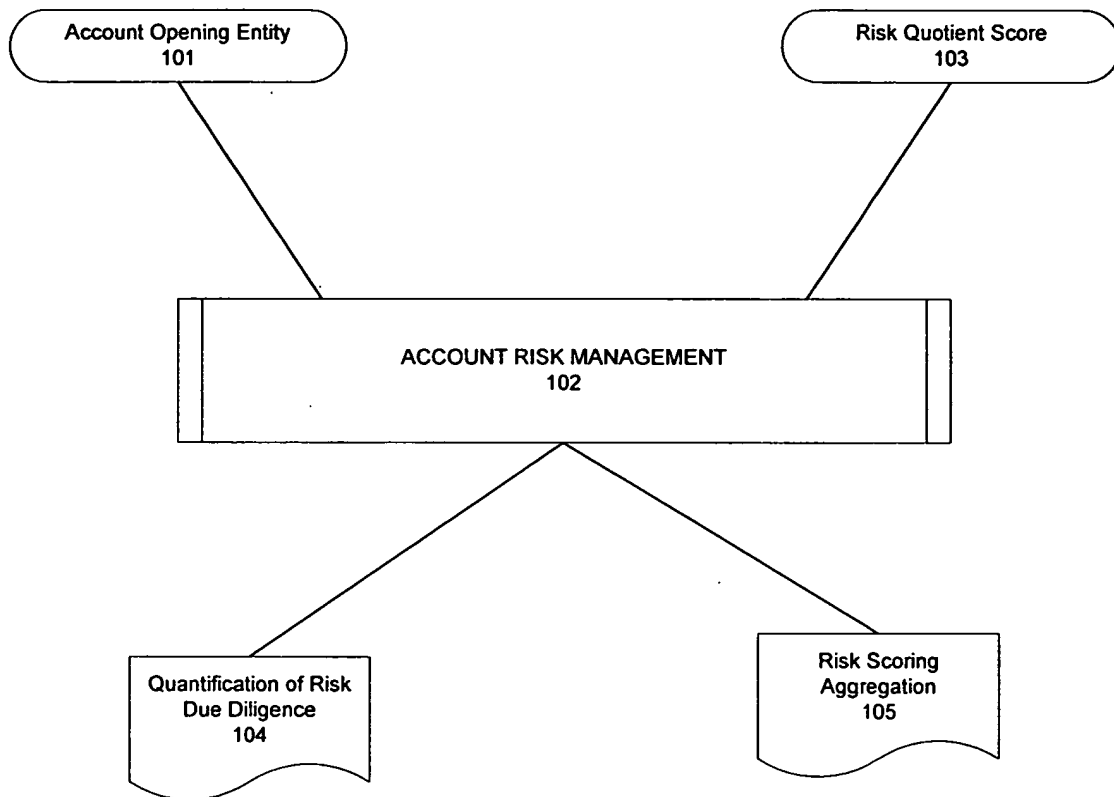 Account Opening Entity
101
Risk Quotient Score
103
ACCOUNT RISK MANAGEMENT
102
Quantification of Risk
Due Diligence
104
Risk Scoring
Aggregation
105